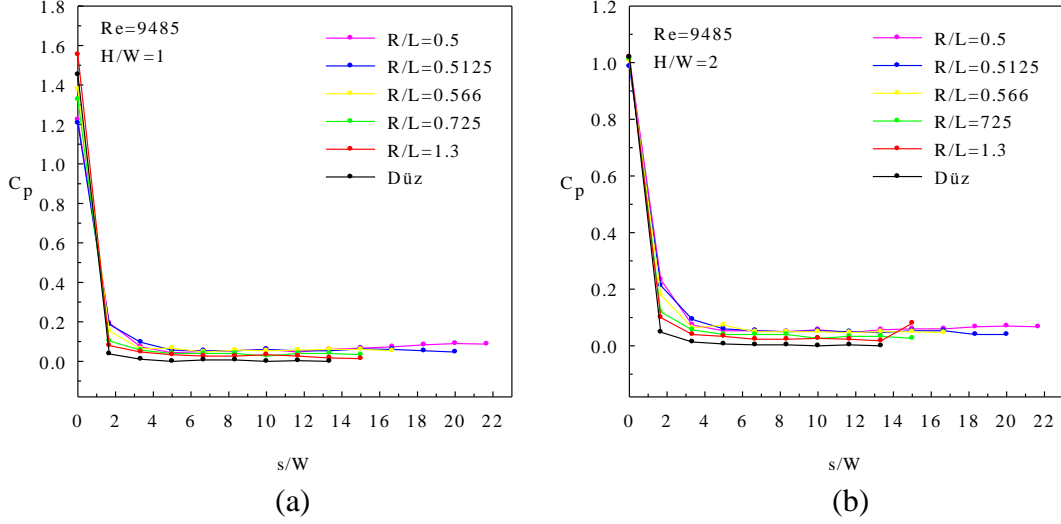 Re=9485
H/W=1
R/L=0.5
R/L=0.5125
R/L=0.566
R/L=0.725
R/L=1.3
Düz
1.8
1.6
1.4
1.2
1.0
0.8
0.6
0.4
0.2
0.0
Cp
0 2 4 6 8 10 12 14 16 18 20 22
s/W
(a)
Re=9485
H/W=2
R/L=0.5
R/L=0.5125
R/L=0.566
R/L=725
R/L=1.3
Düz
1.2
1.0
0.8
0.6
0.4
0.2
0.0
Cp
0 2 4 6 8 10 12 14 16 18 20 22
s/W
(b)